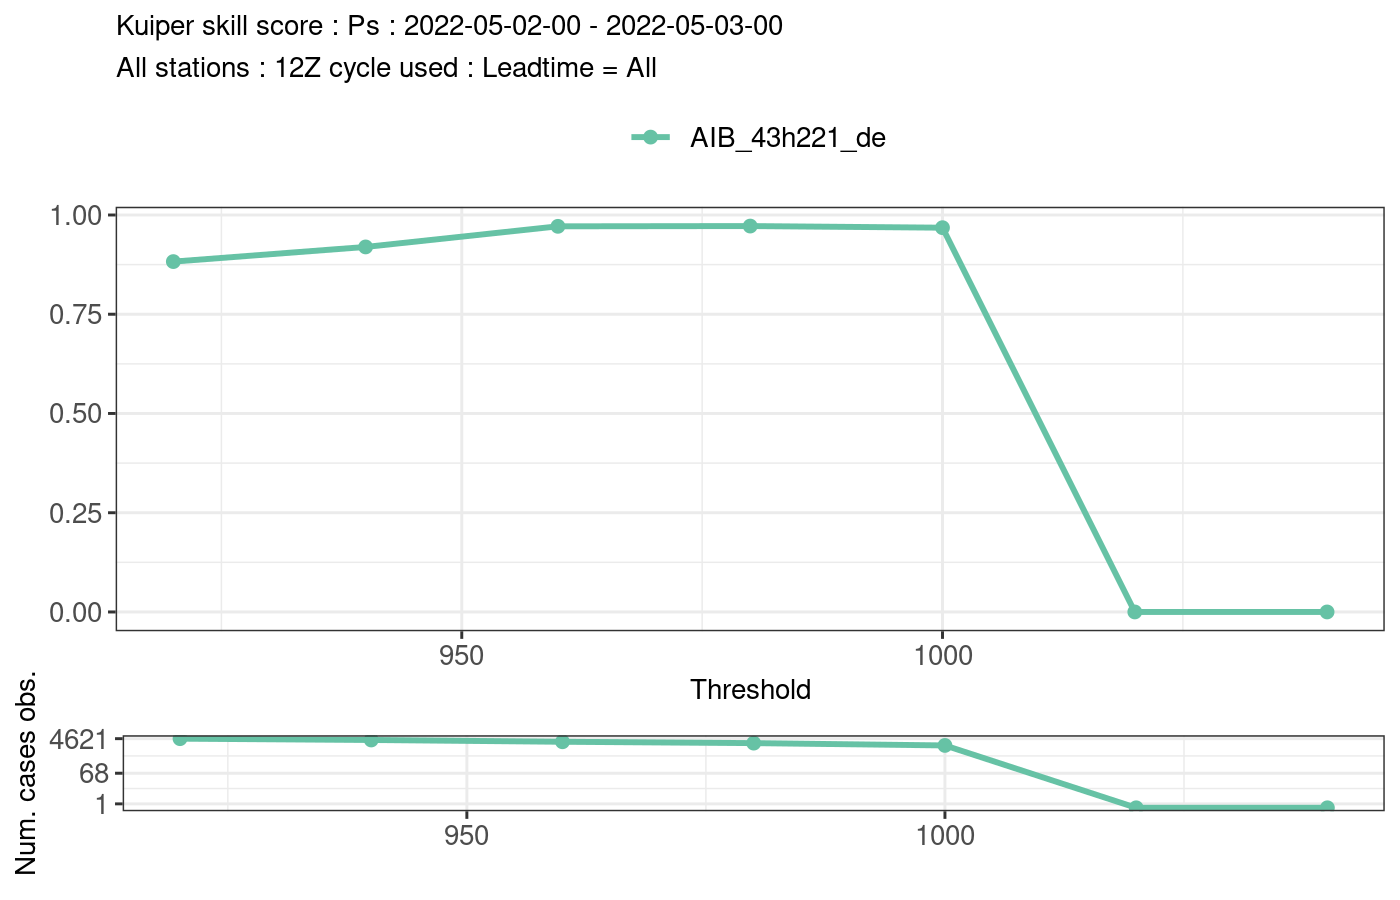 Kuiper skill score : Ps : 2022-05-02-00 - 2022-05-03-00
All stations : 12Z cycle used : Leadtime = All
AIB_43h221_de
1.00
0.75
0.50
0.25
0.00
950
1000
Threshold
Num. cases obs.
4621
68
1
950
1000